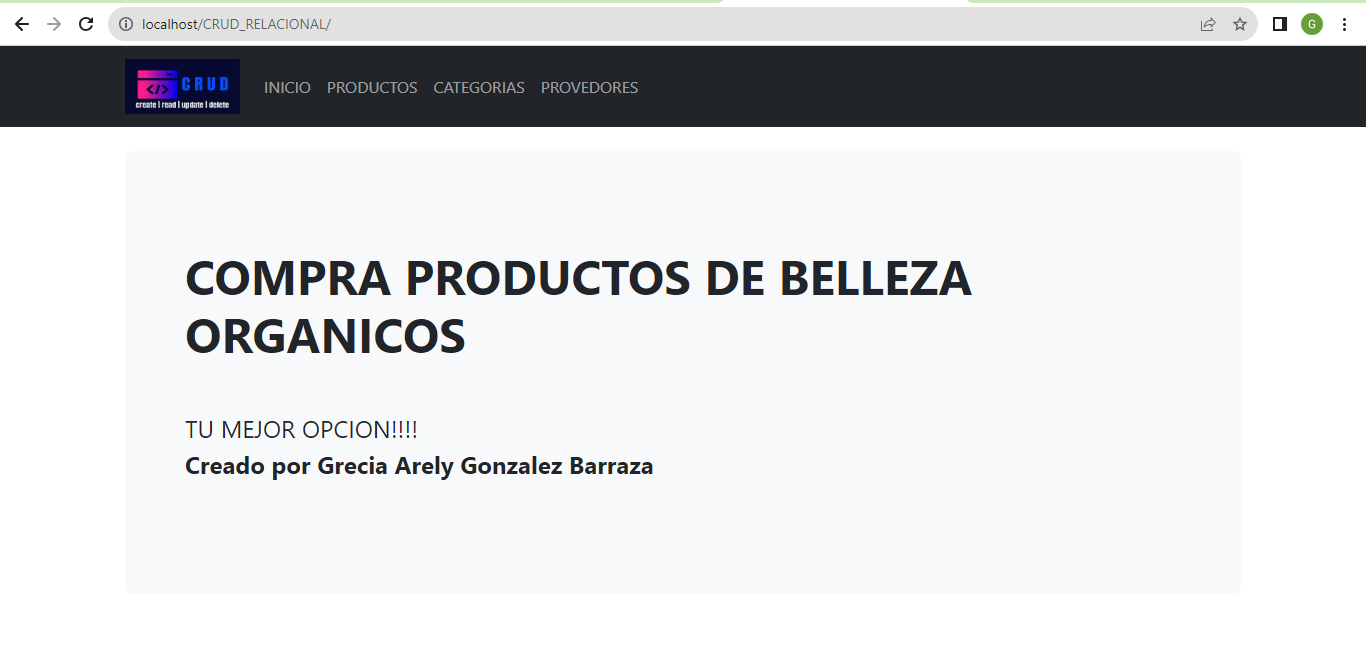 localhost/CRUD_RELACIONAL/
G
CRUD
</>
create | read | update | delete
INICIO PRODUCTOS CATEGORIAS PROVEDORES
COMPRA PRODUCTOS DE BELLEZA
ORGANICOS
TU MEJOR OPCION!!!!
Creado por Grecia Arely Gonzalez Barraza